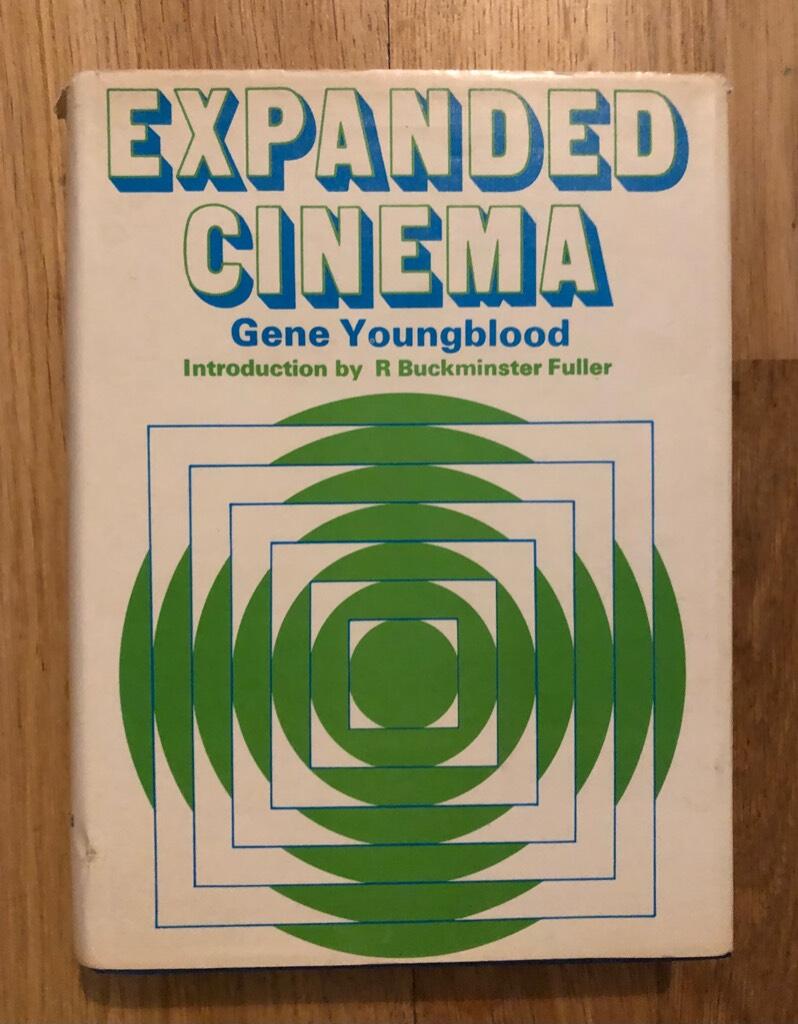 EXPANDED
CINEMA
Gene Youngblood
Introduction by R Buckminster Fuller